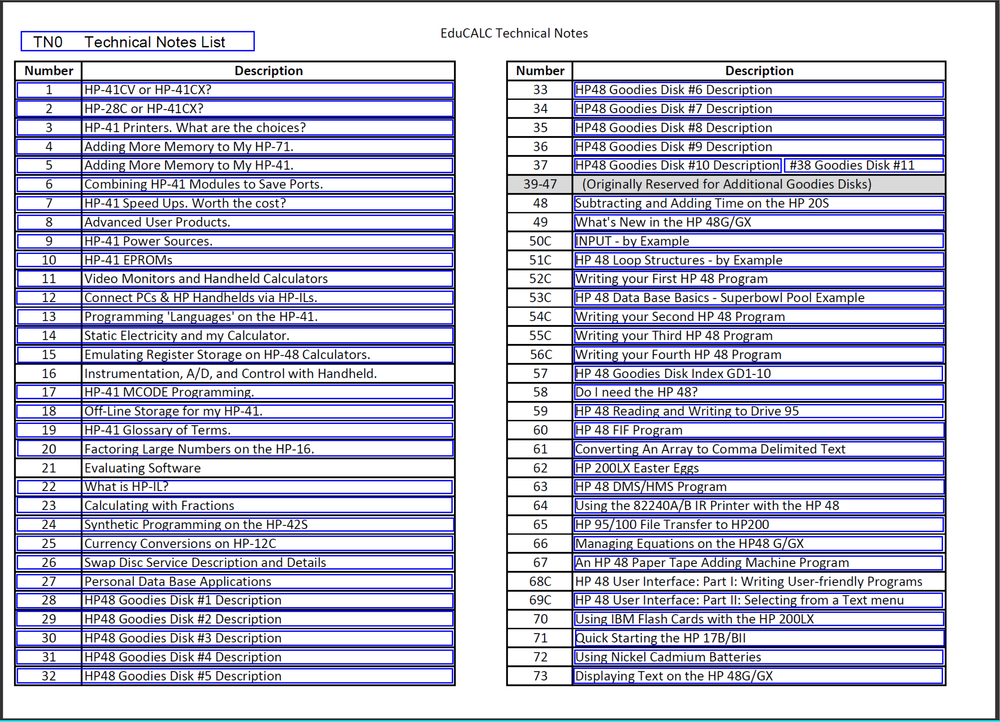 EduCALC Technical Notes
TN0 Technical Notes List
Number Description
1 HP-41CV or HP-41CX?
2 HP-28C or HP-41CX?
3 HP-41 Printers. What are the choices?
4 Adding More Memory to My HP-71.
5 Adding More Memory to My HP-41.
6 Combining HP-41 Modules to Save Ports.
7 HP-41 Speed Ups. Worth the cost?
8 Advanced User Products.
9 HP-41 Power Sources.
10 HP-41 EPROMs
11 Video Monitors and Handheld Calculators
12 Connect PCs & HP Handhelds via HP-ILs.
13 Programming 'Languages' on the HP-41.
14 Static Electricity and my Calculator.
15 Emulating Register Storage on HP-48 Calculators.
16 Instrumentation, A/D, and Control with Handheld.
17 HP-41 MCODE Programming.
18 Off-Line Storage for my HP-41.
19 HP-41 Glossary of Terms.
20 Factoring Large Numbers on the HP-16.
21 Evaluating Software
22 What is HP-IL?
23 Calculating with Fractions
24 Synthetic Programming on the HP-42S
25 Currency Conversions on HP-12C
26 Swap Disc Service Description and Details
27 Personal Data Base Applications
28 HP48 Goodies Disk #1 Description
29 HP48 Goodies Disk #2 Description
30 HP48 Goodies Disk #3 Description
31 HP48 Goodies Disk #4 Description
32 HP48 Goodies Disk #5 Description
Number Description
33 HP48 Goodies Disk #6 Description
34 HP48 Goodies Disk #7 Description
35 HP48 Goodies Disk #8 Description
36 HP48 Goodies Disk #9 Description
37 HP48 Goodies Disk #10 Description #38 Goodies Disk #11
39-47 (Originally Reserved for Additional Goodies Disks)
48 Subtracting and Adding Time on the HP 20S
49 What's New in the HP 48G/GX
50C INPUT - by Example
51C HP 48 Loop Structures - by Example
52C Writing your First HP 48 Program
53C HP 48 Data Base Basics - Superbowl Pool Example
54C Writing your Second HP 48 Program
55C Writing your Third HP 48 Program
56C Writing your Fourth HP 48 Program
57 HP 48 Goodies Disk Index GD1-10
58 Do I need the HP 48?
59 HP 48 Reading and Writing to Drive 95
60 HP 48 FIF Program
61 Converting An Array to Comma Delimited Text
62 HP 200LX Easter Eggs
63 HP 48 DMS/HMS Program
64 Using the 82240A/B IR Printer with the HP 48
65 HP 95/100 File Transfer to HP200
66 Managing Equations on the HP48 G/GX
67 An HP 48 Paper Tape Adding Machine Program
68C HP 48 User Interface: Part I: Writing User-friendly Programs
69C HP 48 User Interface: Part II: Selecting from a Text menu
70 Using IBM Flash Cards with the HP 200LX
71 Quick Starting the HP 17B/BII
72 Using Nickel Cadmium Batteries
73 Displaying Text on the HP 48G/GX